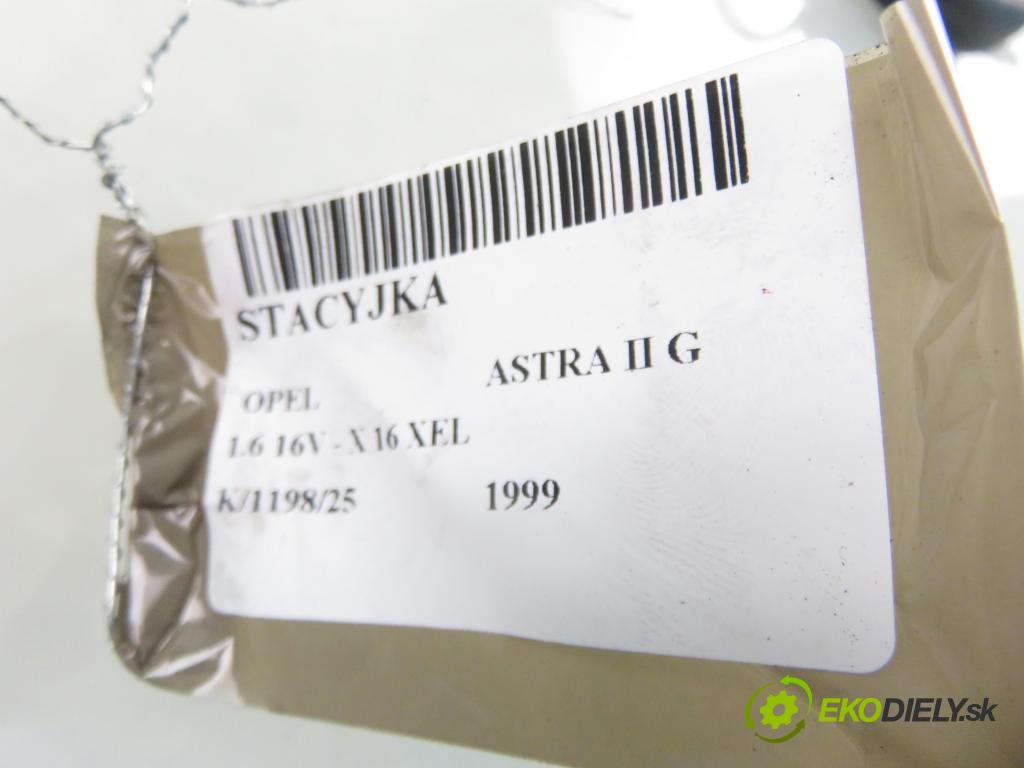 STACYJKA
OPEL ASTRA II G
1.6 16V - X 16 XEL
K/1198/25 1999
EKODIELY.sk